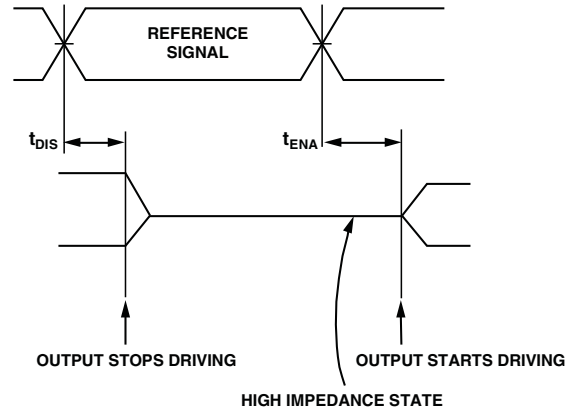 REFERENCE
SIGNAL
tDIS
tENA
OUTPUT STOPS DRIVING
OUTPUT STARTS DRIVING
HIGH IMPEDANCE STATE